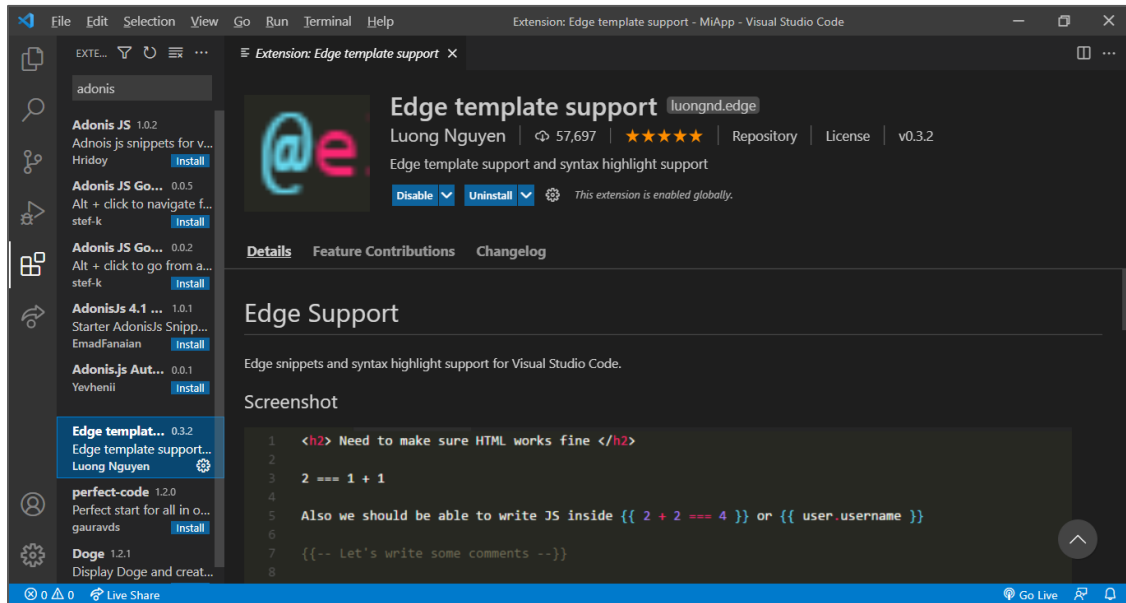 File Edit Selection View Go Run Terminal Help Extension: Edge template support - MiApp - Visual Studio Code
EXTE...
Extension: Edge template support
adonis
Adonis JS 1.0.2
Adnois js snippets for v...
Hridoy Install
Adonis JS Go... 0.0.5
Alt + click to navigate f...
stef-k Install
Adonis JS Go... 0.0.2
Alt + click to go from a...
stef-k Install
AdonisJs 4.1 ... 1.0.1
Starter AdonisJs Snipp...
EmadFanaian Install
Adonis.js Aut... 0.0.1
Yevhenii Install
Edge templat... 0.3.2
Edge template support...
Luong Nguyen
perfect-code 1.2.0
Perfect start for all in o...
gauravds Install
Doge 1.2.1
Display Doge and creat...
@e
Edge template support luongnd.edge
Luong Nguyen 57,697 ★★★★★ Repository License v0.3.2
Edge template support and syntax highlight support
Disable Uninstall This extension is enabled globally.
Details Feature Contributions Changelog
Edge Support
Edge snippets and syntax highlight support for Visual Studio Code.
Screenshot
1 <h2> Need to make sure HTML works fine </h2>
2
3 2 === 1 + 1
4
5 Also we should be able to write JS inside {{ 2 + 2 === 4 }} or {{ user.username }}
6
7 {{-- Let's write some comments --}}
8
0 0 Live Share Go Live